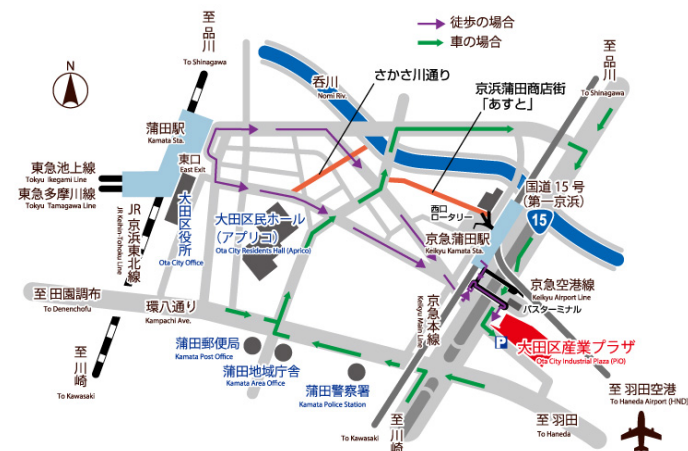 徒歩の場合
車の場合
N
至品川
To Shinagawa
呑川
Nomi Riv.
さかさ川通り
京浜蒲田商店街
「あすと」
至品川
To Shinagawa
蒲田駅
Kamata Sta.
東口
East Exit
東急池上線
Tokyu Ikegami Line
東急多摩川線
Tokyu Tamagawa Line
JR京浜東北線
JR Keihin Tohoku Line
大田区役所
Ota City Office
大田区民ホール
(アプリコ)
Ota City Residents Hall (Aprico)
西口
ロータリー
国道15号
(第一京浜)
15
京急蒲田駅
Keikyu Kamata Sta.
京急空港線
Keikyu Airport Line
バスターミナル
至 田園調布
To Denenchofu
環八通り
Kampachi Ave.
京急本線
Keikyu Main Line
P
大田区産業プラザ
Ota City Industrial Plaza (PiO)
蒲田郵便局
Kamata Post Office
蒲田地域庁舎
Kamata Area Office
蒲田警察署
Kamata Police Station
至川崎
To Kawasaki
至川崎
To Kawasaki
至 羽田
To Haneda
至 羽田空港
To Haneda Airport (HND)